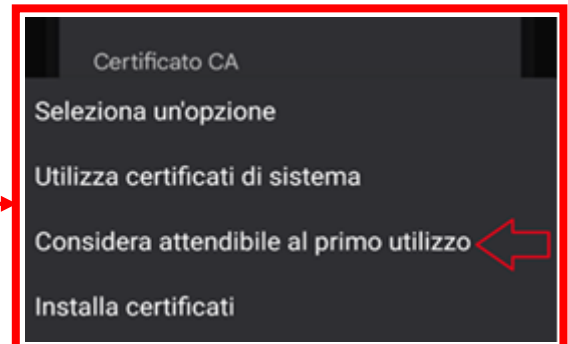 Certificato CA
Seleziona un'opzione
Utilizza certificati di sistema
Considera attendibile al primo utilizzo
Installa certificati